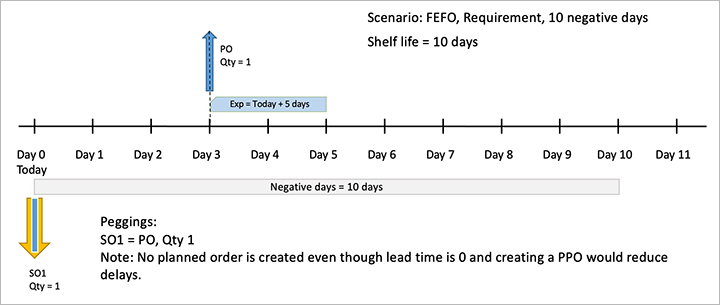 Scenario: FEFO, Requirement, 10 negative days
Shelf life = 10 days
PO
Qty = 1
Exp = Today + 5 days
Day 0 Day 1 Day 2 Day 3 Day 4 Day 5 Day 6 Day 7 Day 8 Day 9 Day 10 Day 11
Today
Negative days = 10 days
Peggings:
SO1 = PO, Qty 1
Note: No planned order is created even though lead time is 0 and creating a PPO would reduce
delays.
SO1
Qty = 1